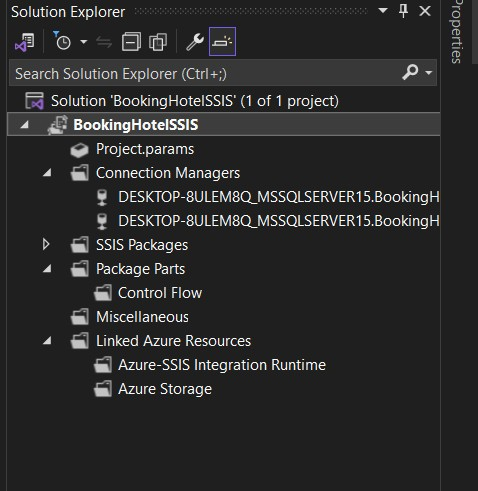 Solution Explorer
Properties
Search Solution Explorer (Ctrl+;)
Solution 'BookingHotelSSIS' (1 of 1 project)
BookingHotelSSIS
Project.params
Connection Managers
DESKTOP-8ULEM8Q_MSSQLSERVER15.BookingH
DESKTOP-8ULEM8Q_MSSQLSERVER15.BookingH
SSIS Packages
Package Parts
Control Flow
Miscellaneous
Linked Azure Resources
Azure-SSIS Integration Runtime
Azure Storage